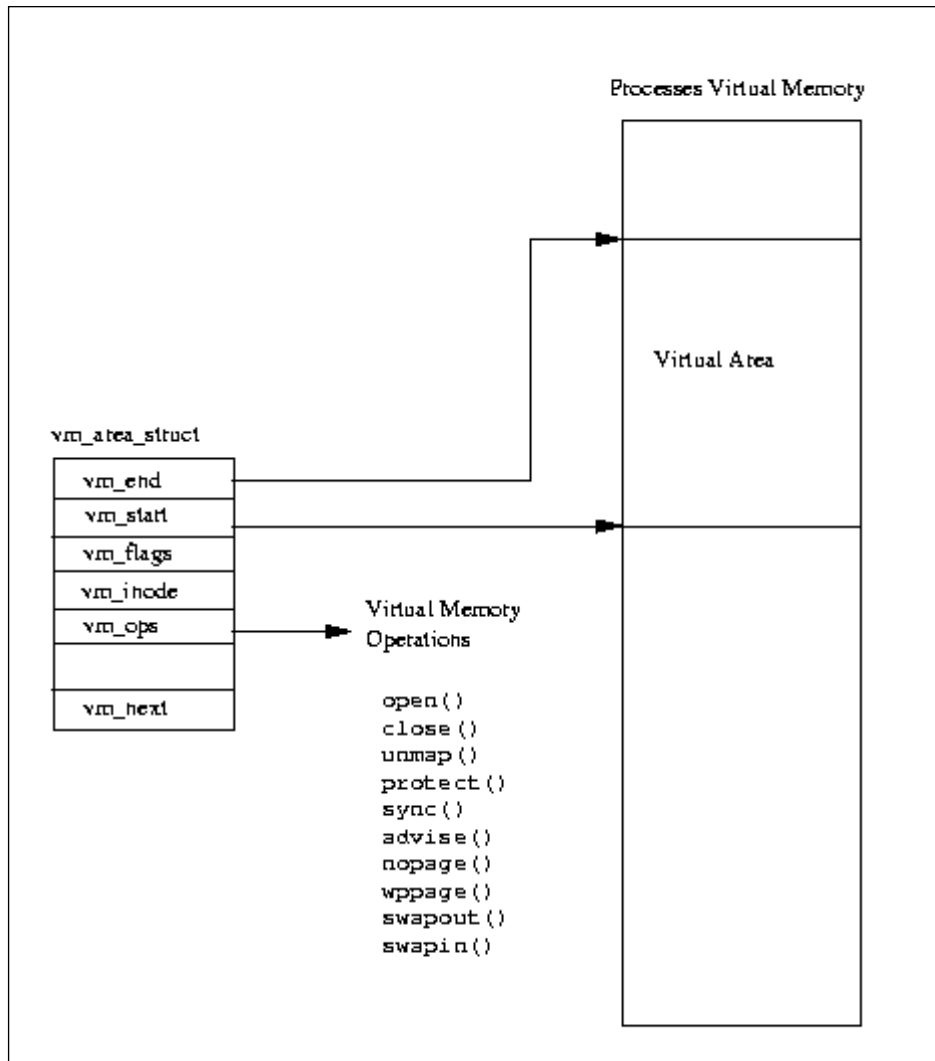 Processes Virtual Memory
Virtual Area
vm_area_struct
vm_end
vm_start
vm_flags
vm_inode
vm_ops
vm_next
Virtual Memory
Operations
open()
close()
unmap()
protect()
sync()
advise()
nopage()
wppage()
swapout()
swapin()